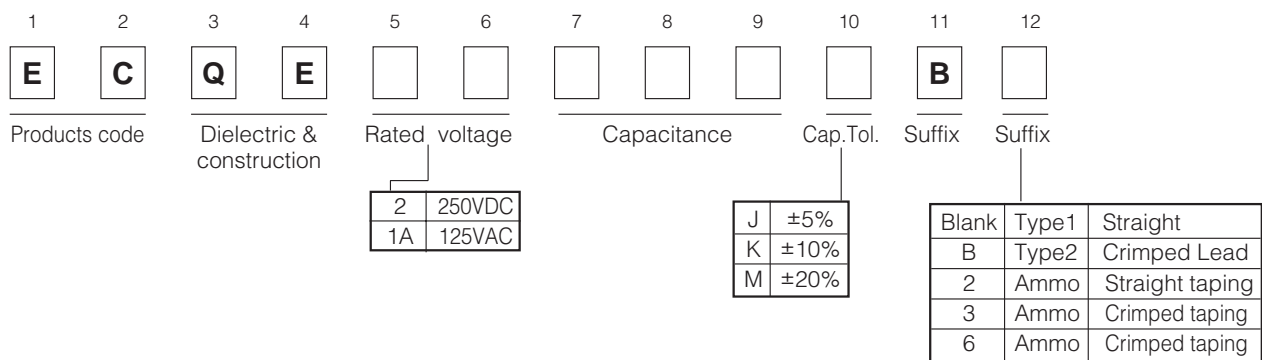 1 2 3 4 5 6 7 8 9 10 11 12
E C Q E B
Products code Dielectric & Rated voltage Capacitance Cap.Tol. Suffix Suffix
construction
2 250VDC
1A 125VAC
J ±5%
K ±10%
M ±20%
Blank Type1 Straight
B Type2 Crimped Lead
2 Ammo Straight taping
3 Ammo Crimped taping
6 Ammo Crimped taping